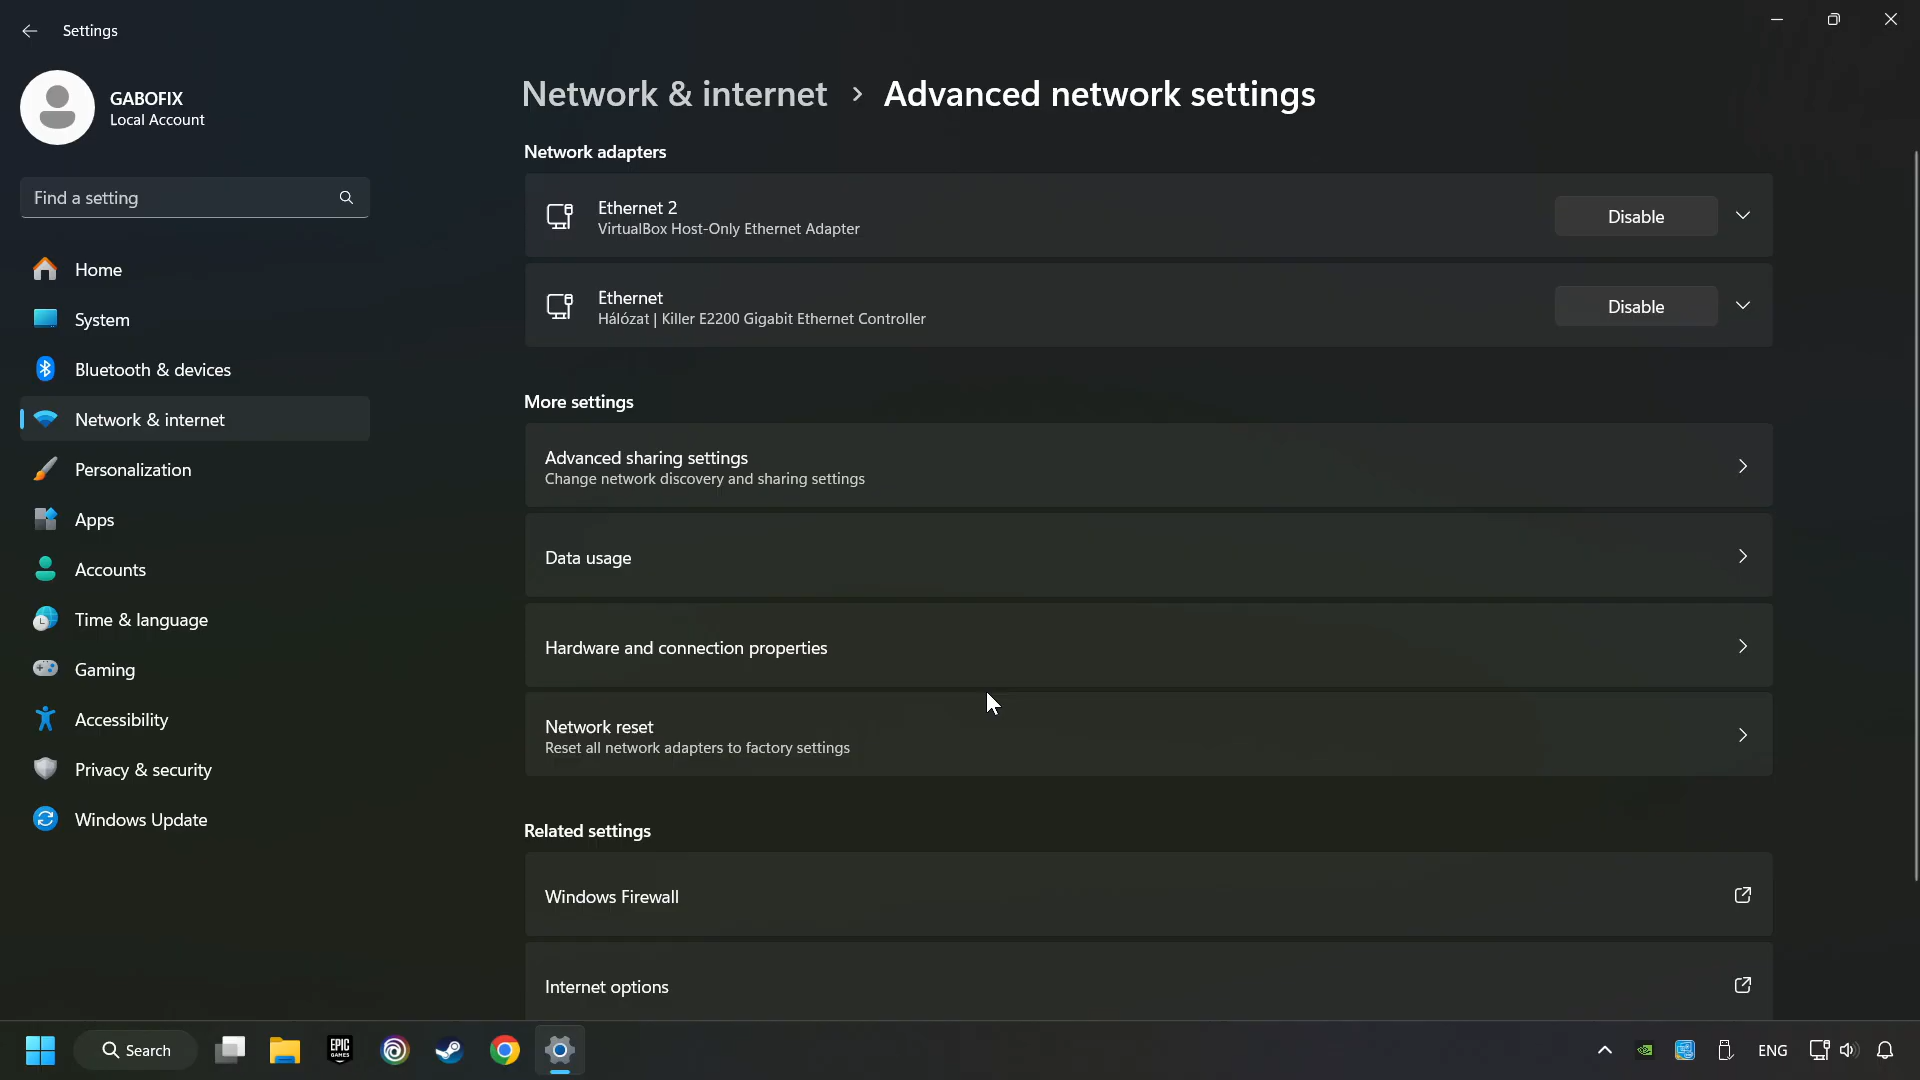 Settings
GABOFIX
Local Account
Find a setting
Home
System
Bluetooth & devices
Network & internet
Personalization
Apps
Accounts
Time & language
Gaming
Accessibility
Privacy & security
Windows Update
Network & internet > Advanced network settings
Network adapters
Ethernet 2
VirtualBox Host-Only Ethernet Adapter
Disable
Ethernet
Hálózat | Killer E2200 Gigabit Ethernet Controller
Disable
More settings
Advanced sharing settings
Change network discovery and sharing settings
Data usage
Hardware and connection properties
Network reset
Reset all network adapters to factory settings
Related settings
Windows Firewall
Internet options
Search
EPIC
GAMES
ENG